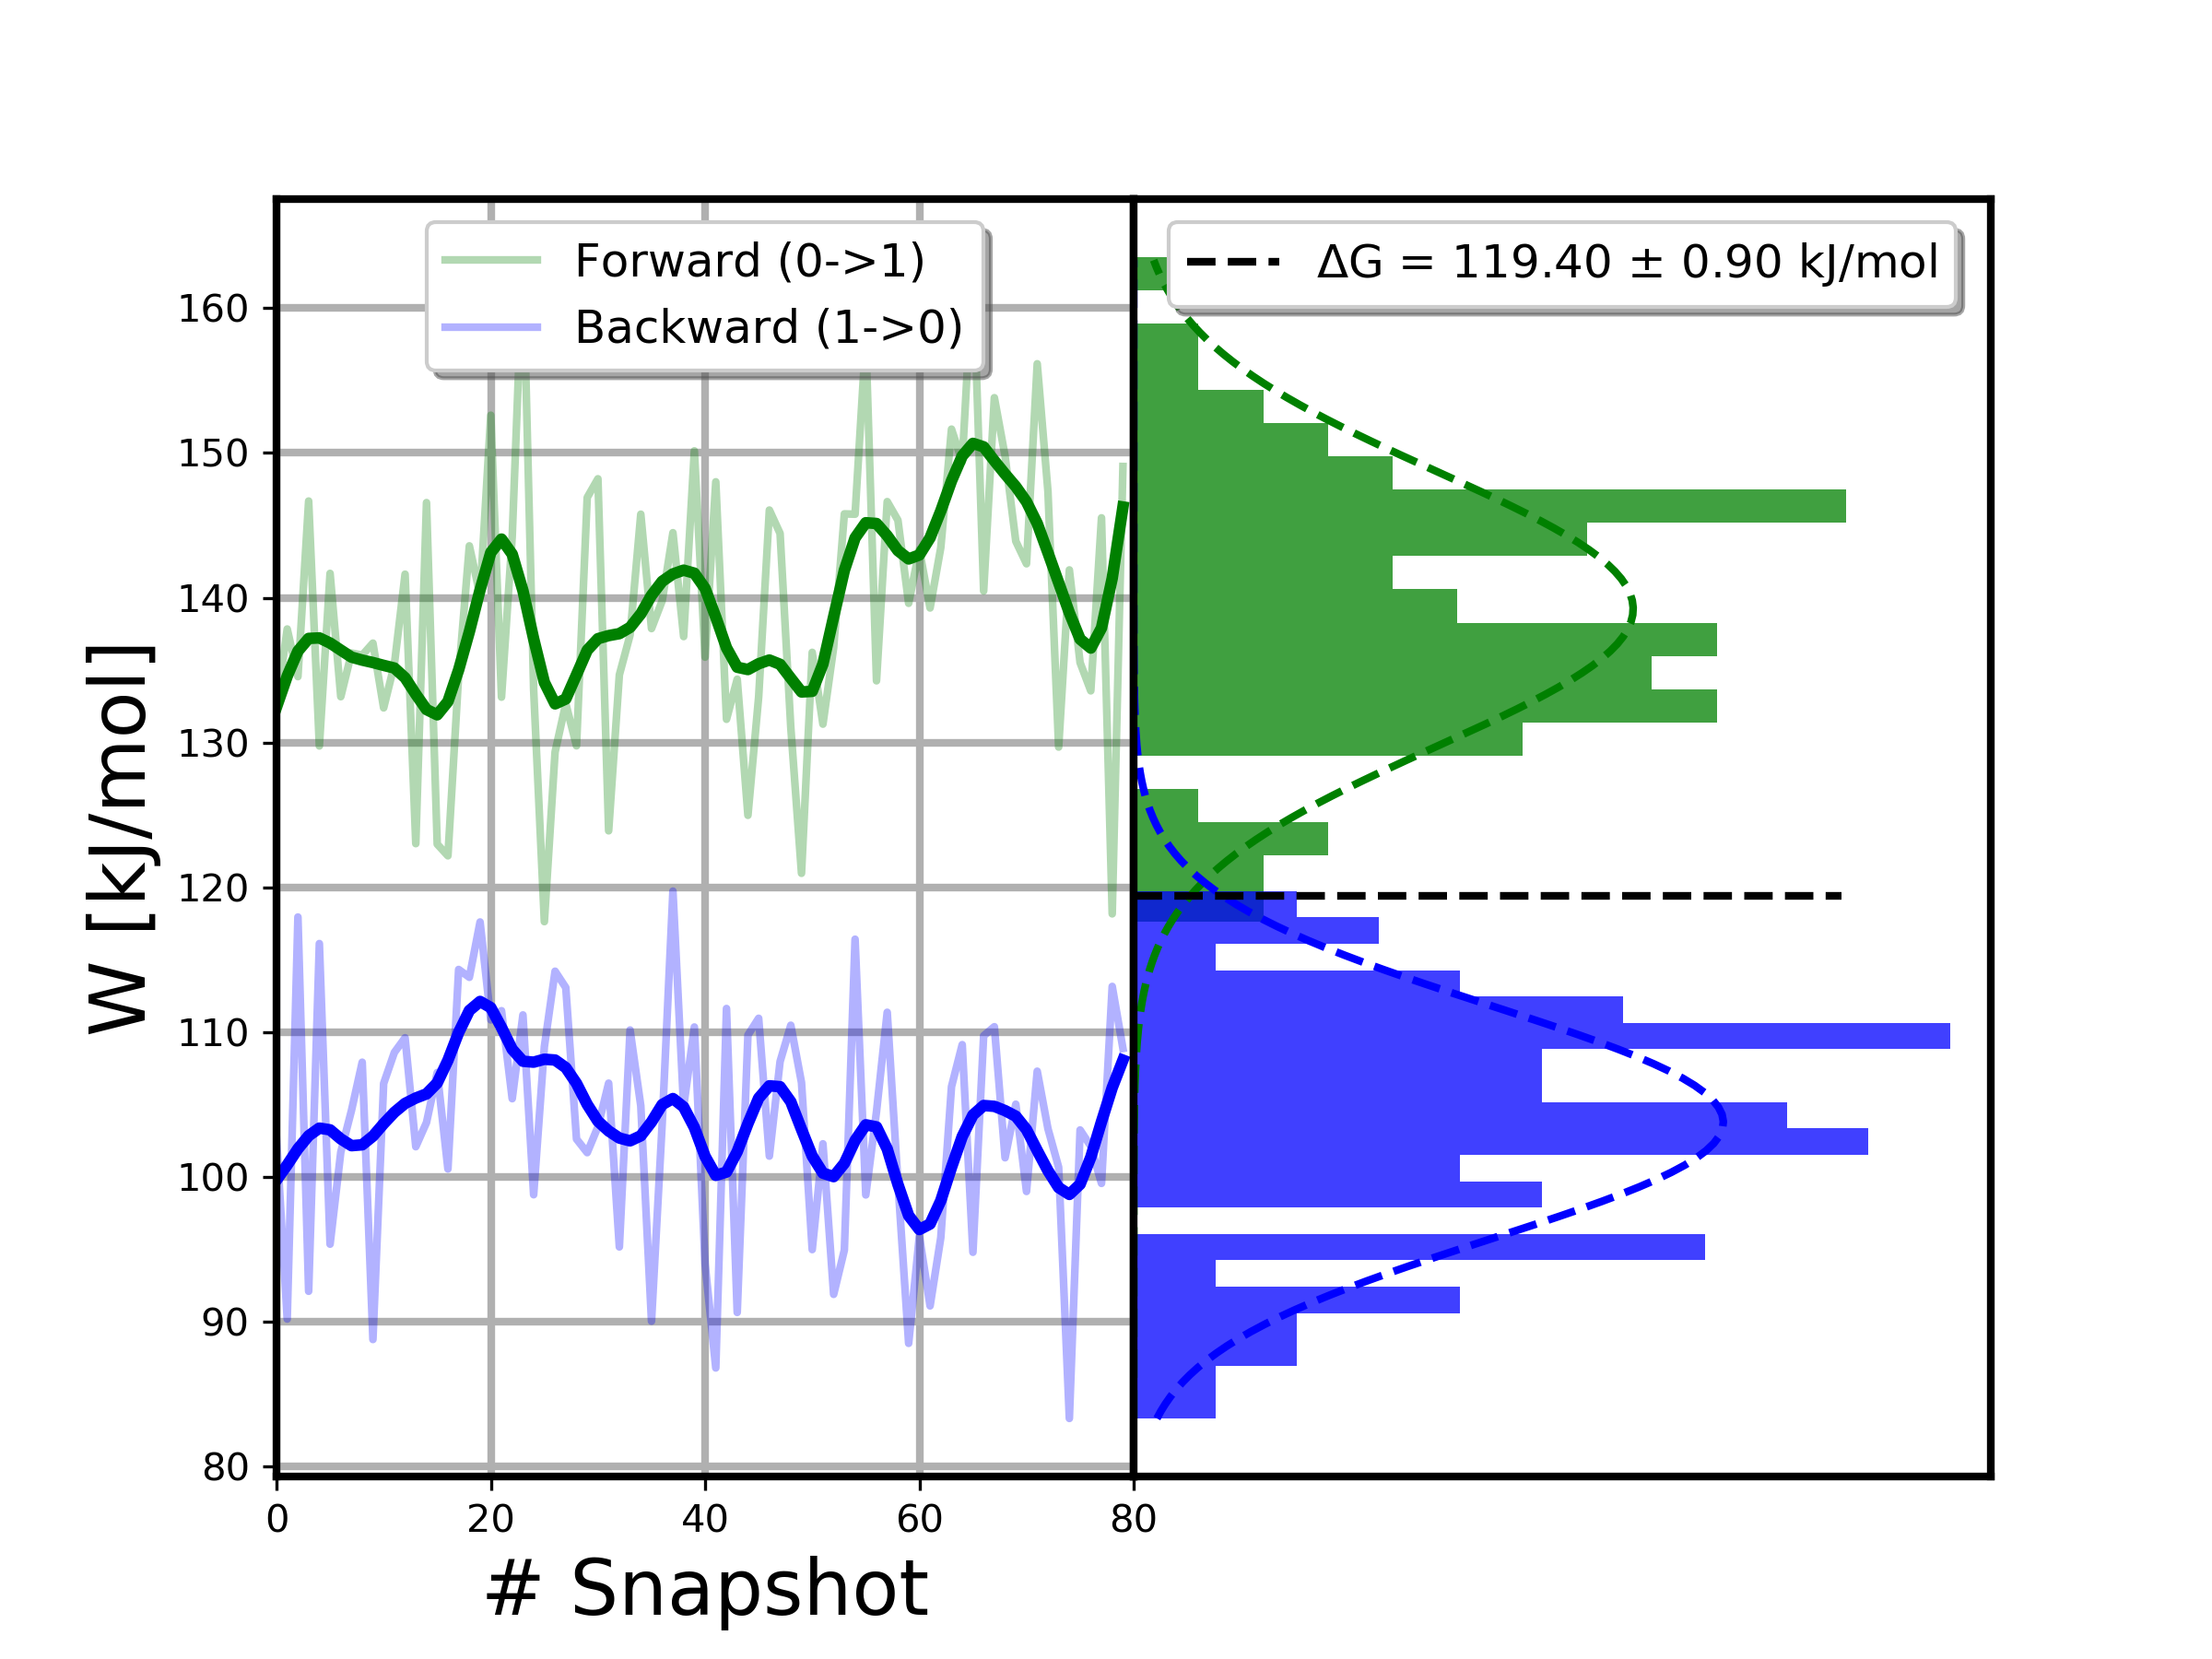 Forward (0->1)
Backward (1->0)
ΔG = 119.40 ± 0.90 kJ/mol
W [kJ/mol]
160
150
140
130
120
110
100
90
80
0 20 40 60 80
# Snapshot